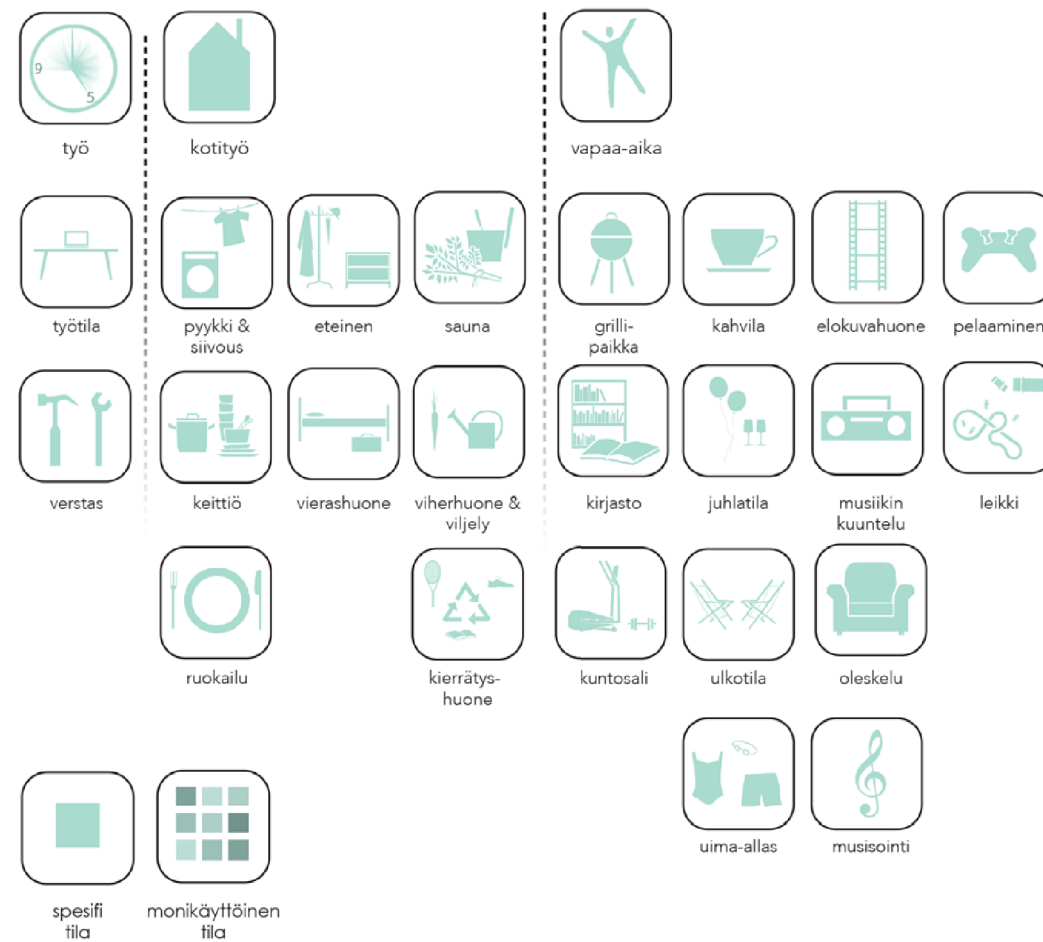 9
5
työ
kotityö
vapaa-aika
työtila
pyykki &
siivous
eteinen
sauna
grilli-
paikka
kahvila
elokuvahuone
pelaaminen
verstas
keittiö
vierashuone
viherhuone &
viljely
kirjasto
juhlatila
musiikin
kuuntelu
leikki
ruokailu
kierrätys-
huone
kuntosali
ulkotila
oleskelu
uima-allas
musisointi
spesifi
tila
monikäyttöinen
tila